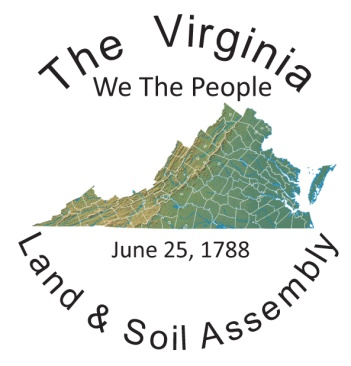 The Virginia
We The People
June 25, 1788
Land & Soil Assembly